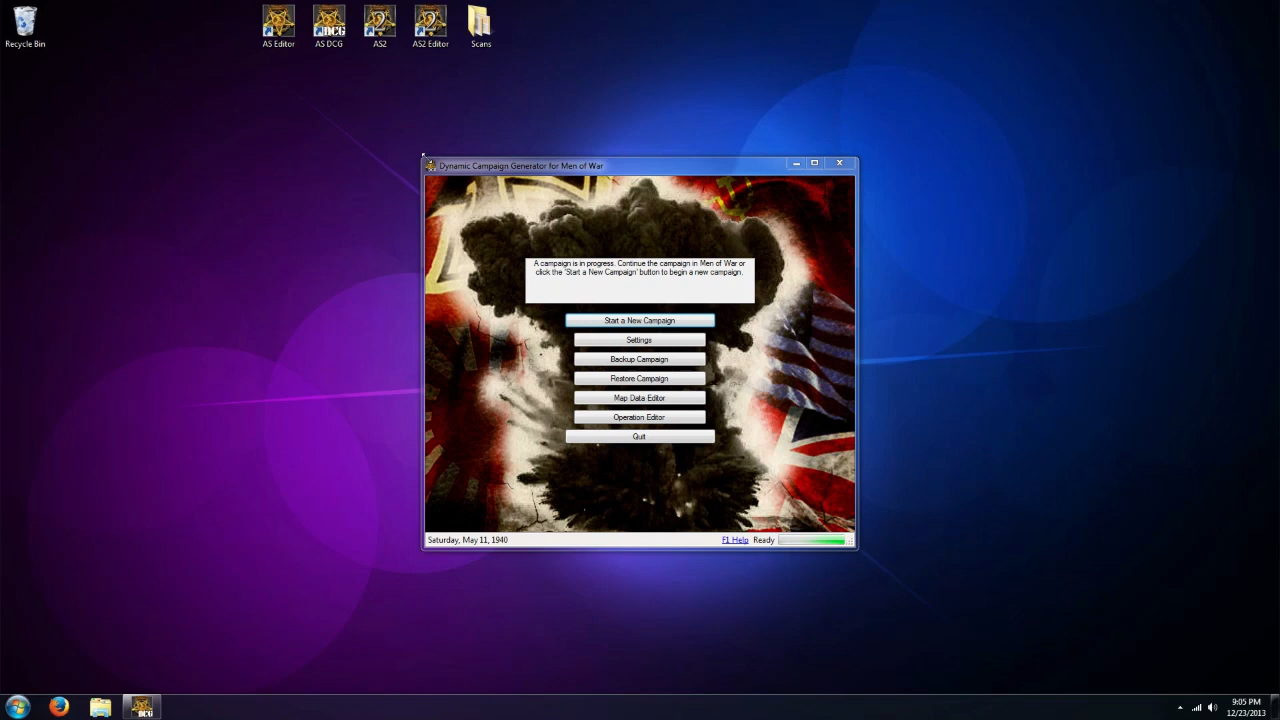 Recycle Bin
AS Editor
AS DCG
AS2
AS2 Editor
Scans
Dynamic Campaign Generator for Men of War
A campaign is in progress. Continue the campaign in Men of War or
click the 'Start a New Campaign' button to begin a new campaign.
Start a New Campaign
Settings
Backup Campaign
Restore Campaign
Map Data Editor
Operation Editor
Quit
Saturday, May 11, 1940
F1 Help
Ready
DCG
9:05 PM
12/23/2013